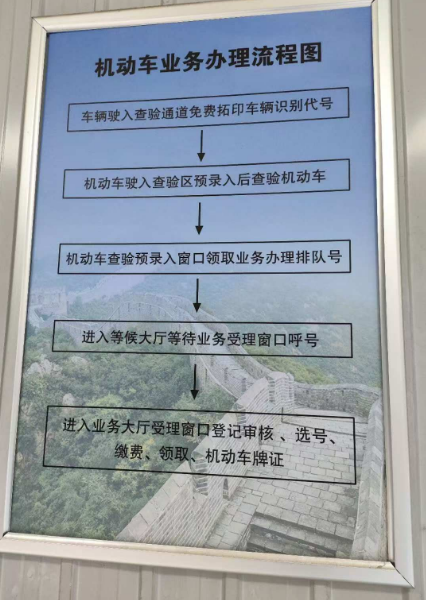 机动车业务办理流程图
车辆驶入查验通道免费拓印车辆识别代号
机动车驶入查验区预录入后查验机动车
机动车查验预录入窗口领取业务办理排队号
进入等候大厅等待业务受理窗口呼号
进入业务大厅受理窗口登记审核、选号、
缴费、领取、机动车牌证